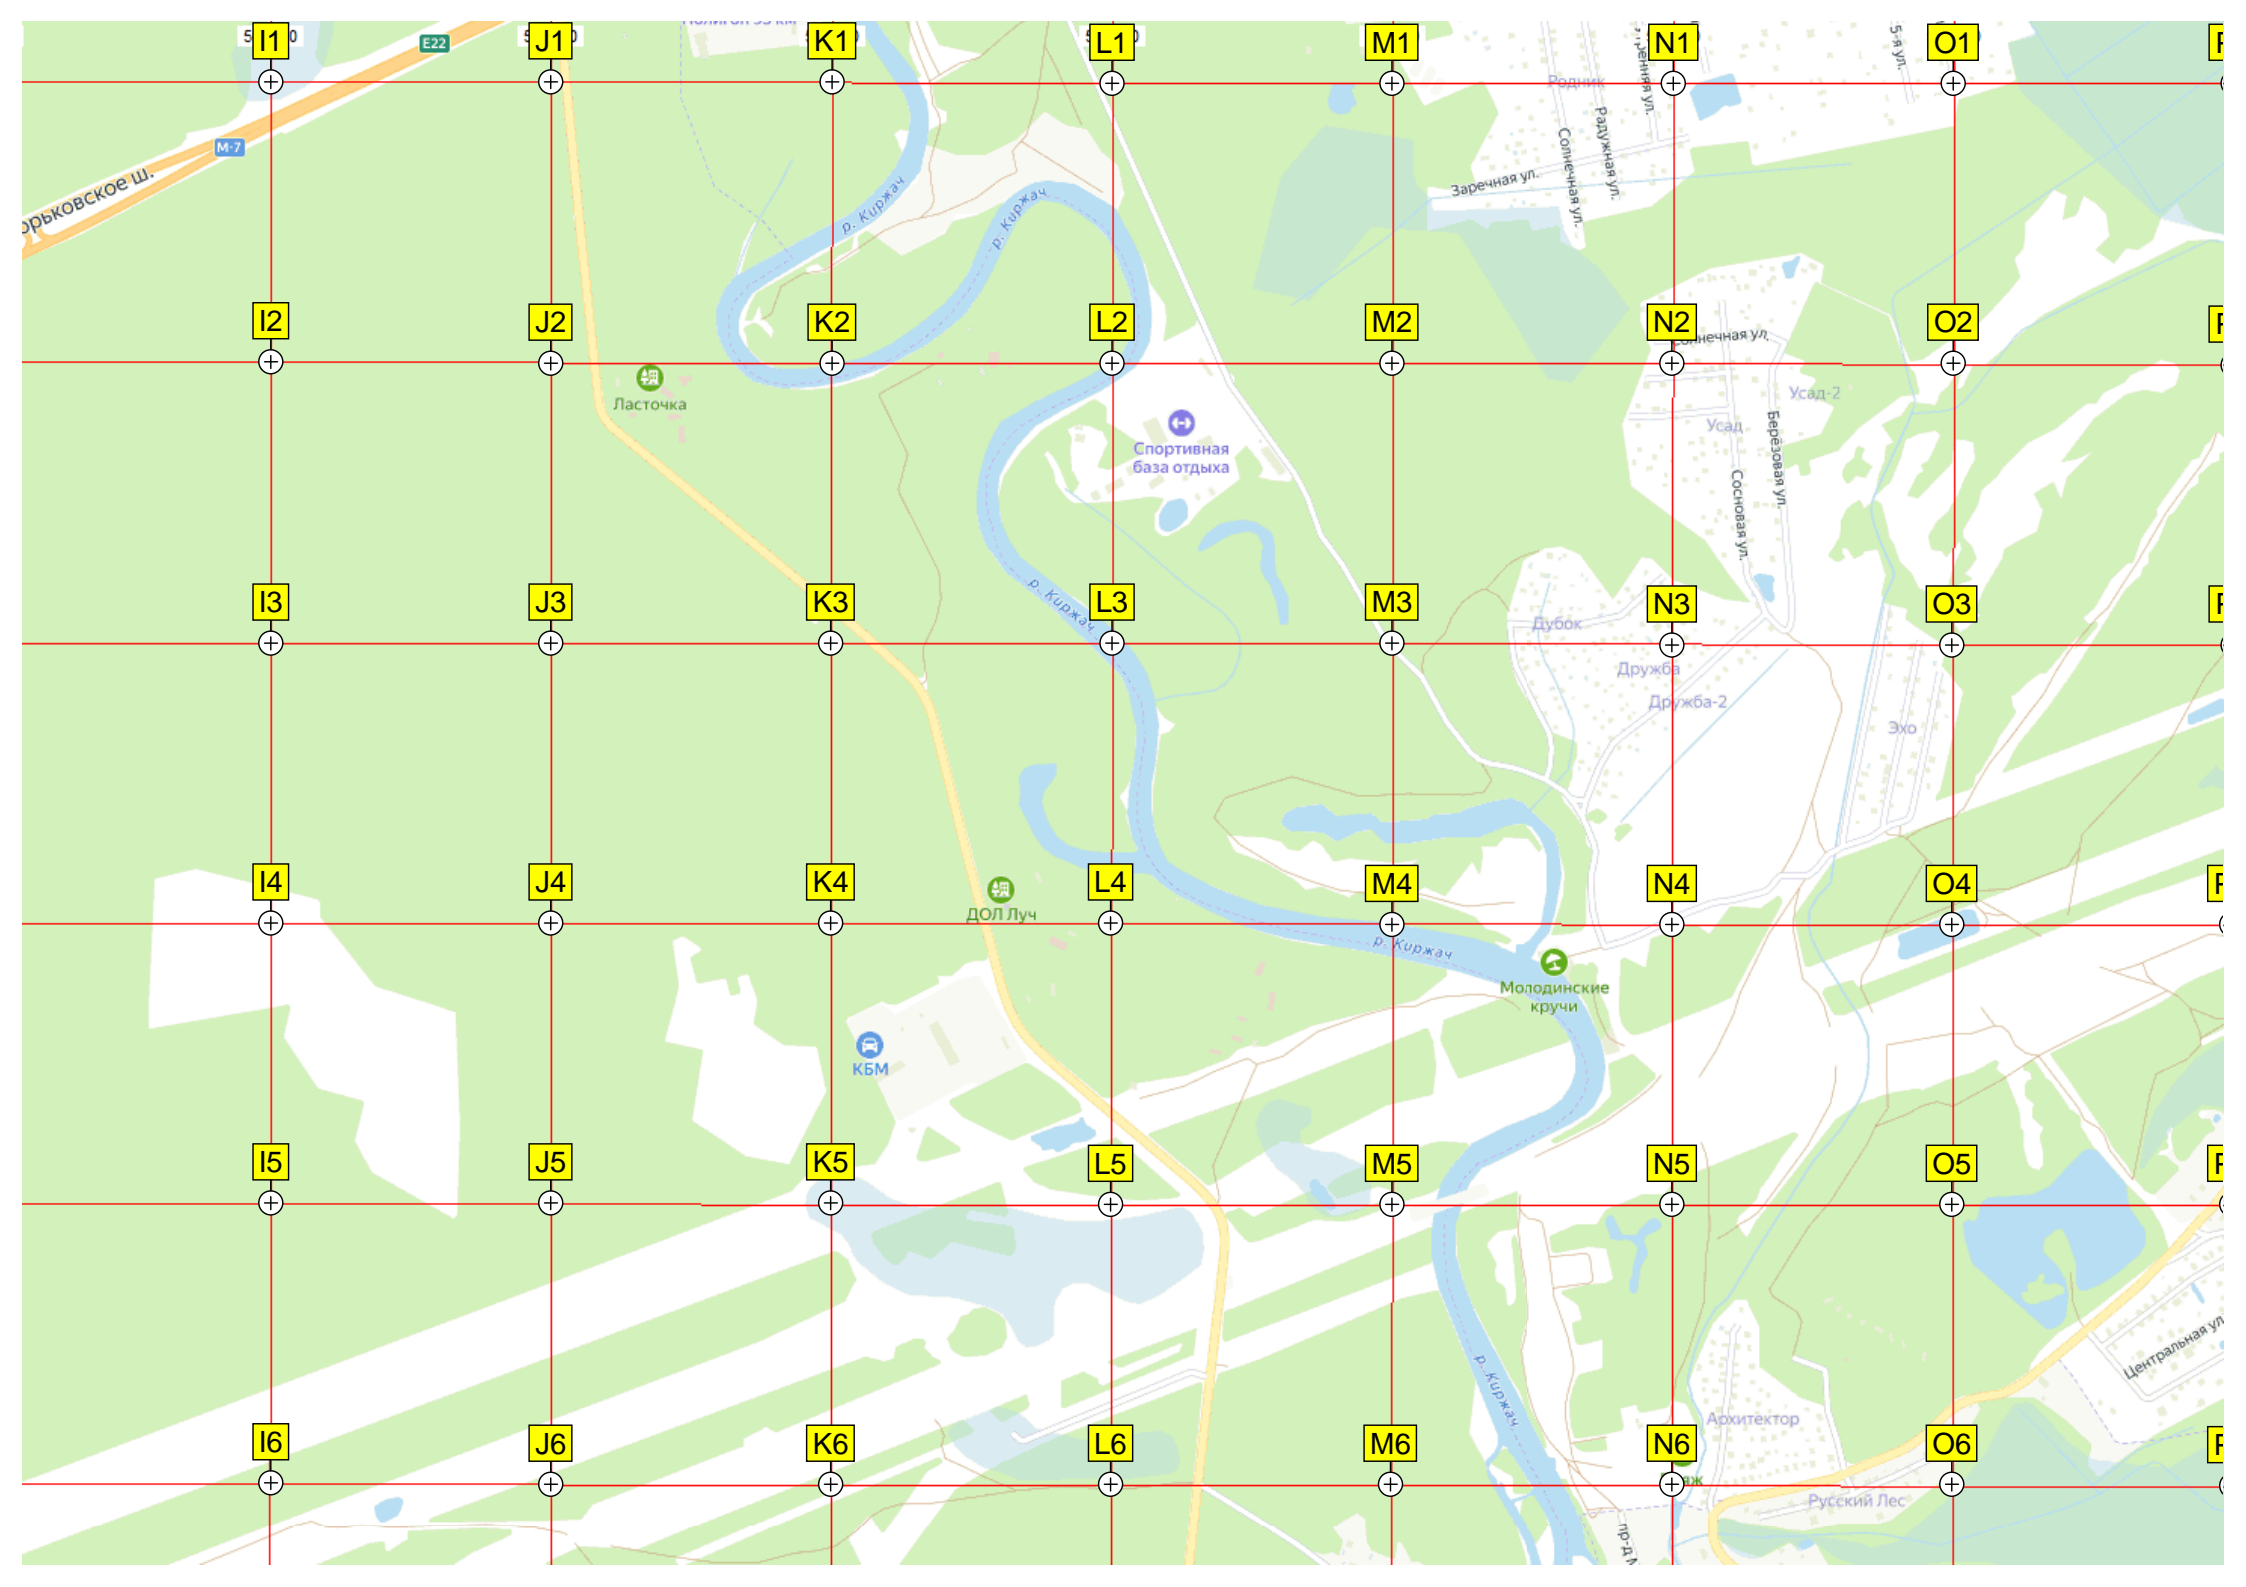 I1
E22
J1
K1
L1
M1
N1
5-я ул.
O1
Родник
M-7
Радужная ул.
Солнечная ул.
Заречная ул.
р. Киржач
р. Киржач
I2
J2
K2
L2
M2
N2
O2
Ласточка
Усад-2
Усад
Берёзовая ул.
Спортивная
база отдыха
Сосновая ул.
р. Киржач
I3
J3
K3
L3
M3
N3
O3
Дубок
Дружба
Дружба-2
Эхо
I4
J4
K4
L4
M4
N4
O4
ДОЛ Луч
р. Киржач
Молодинские
кручи
КБМ
I5
J5
K5
L5
M5
N5
O5
Центральная ул.
р. Киржач
Архитектор
I6
J6
K6
L6
M6
N6
O6
Русский Лес